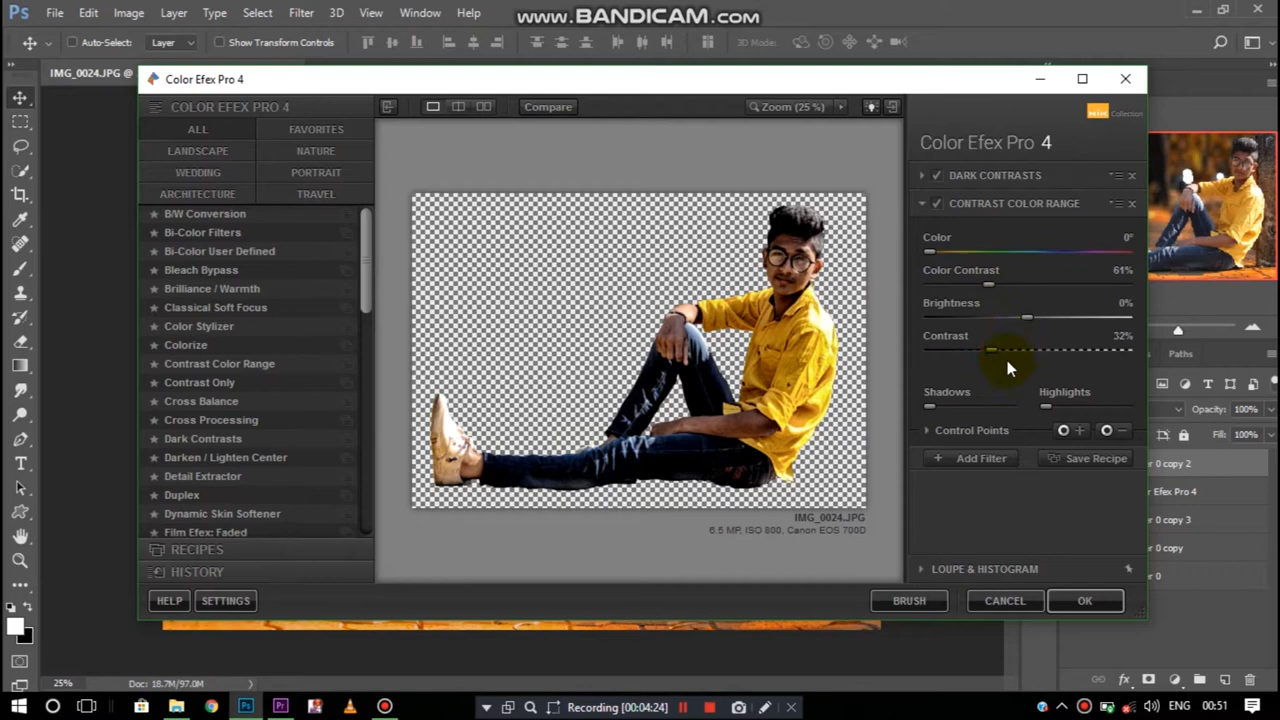 Ps File Edit Image Layer Type Select Filter 3D View Window Help
www.BANDICAM.com
Auto-Select: Layer Show Transform Controls 3D Mode:
IMG_0024.JPG @
Color Efex Pro 4
COLOR EFEX PRO 4
Compare
Zoom (25 %)
ALL FAVORITES
LANDSCAPE NATURE
WEDDING PORTRAIT
ARCHITECTURE TRAVEL
B/W Conversion
Bi-Color Filters
Bi-Color User Defined
Bleach Bypass
Brilliance / Warmth
Classical Soft Focus
Color Stylizer
Colorize
Contrast Color Range
Contrast Only
Cross Balance
Cross Processing
Dark Contrasts
Darken / Lighten Center
Detail Extractor
Duplex
Dynamic Skin Softener
Film Efex: Faded
RECIPES
HISTORY
HELP SETTINGS
IMG_0024.JPG
6.5 MP, ISO 800, Canon EOS 700D
Collection
Color Efex Pro 4
DARK CONTRASTS
CONTRAST COLOR RANGE
Color 0°
Color Contrast 61%
Brightness 0%
Contrast 32%
Shadows Highlights
Control Points
Add Filter Save Recipe
LOUPE & HISTOGRAM
BRUSH CANCEL OK
Paths
Opacity: 100%
Fill: 100%
r 0 copy 2
r Efex Pro 4
r 0 copy 3
r 0 copy
r 0
25% Doc: 18.7M/97.0M
Recording [00:04:24]
ENG 00:51